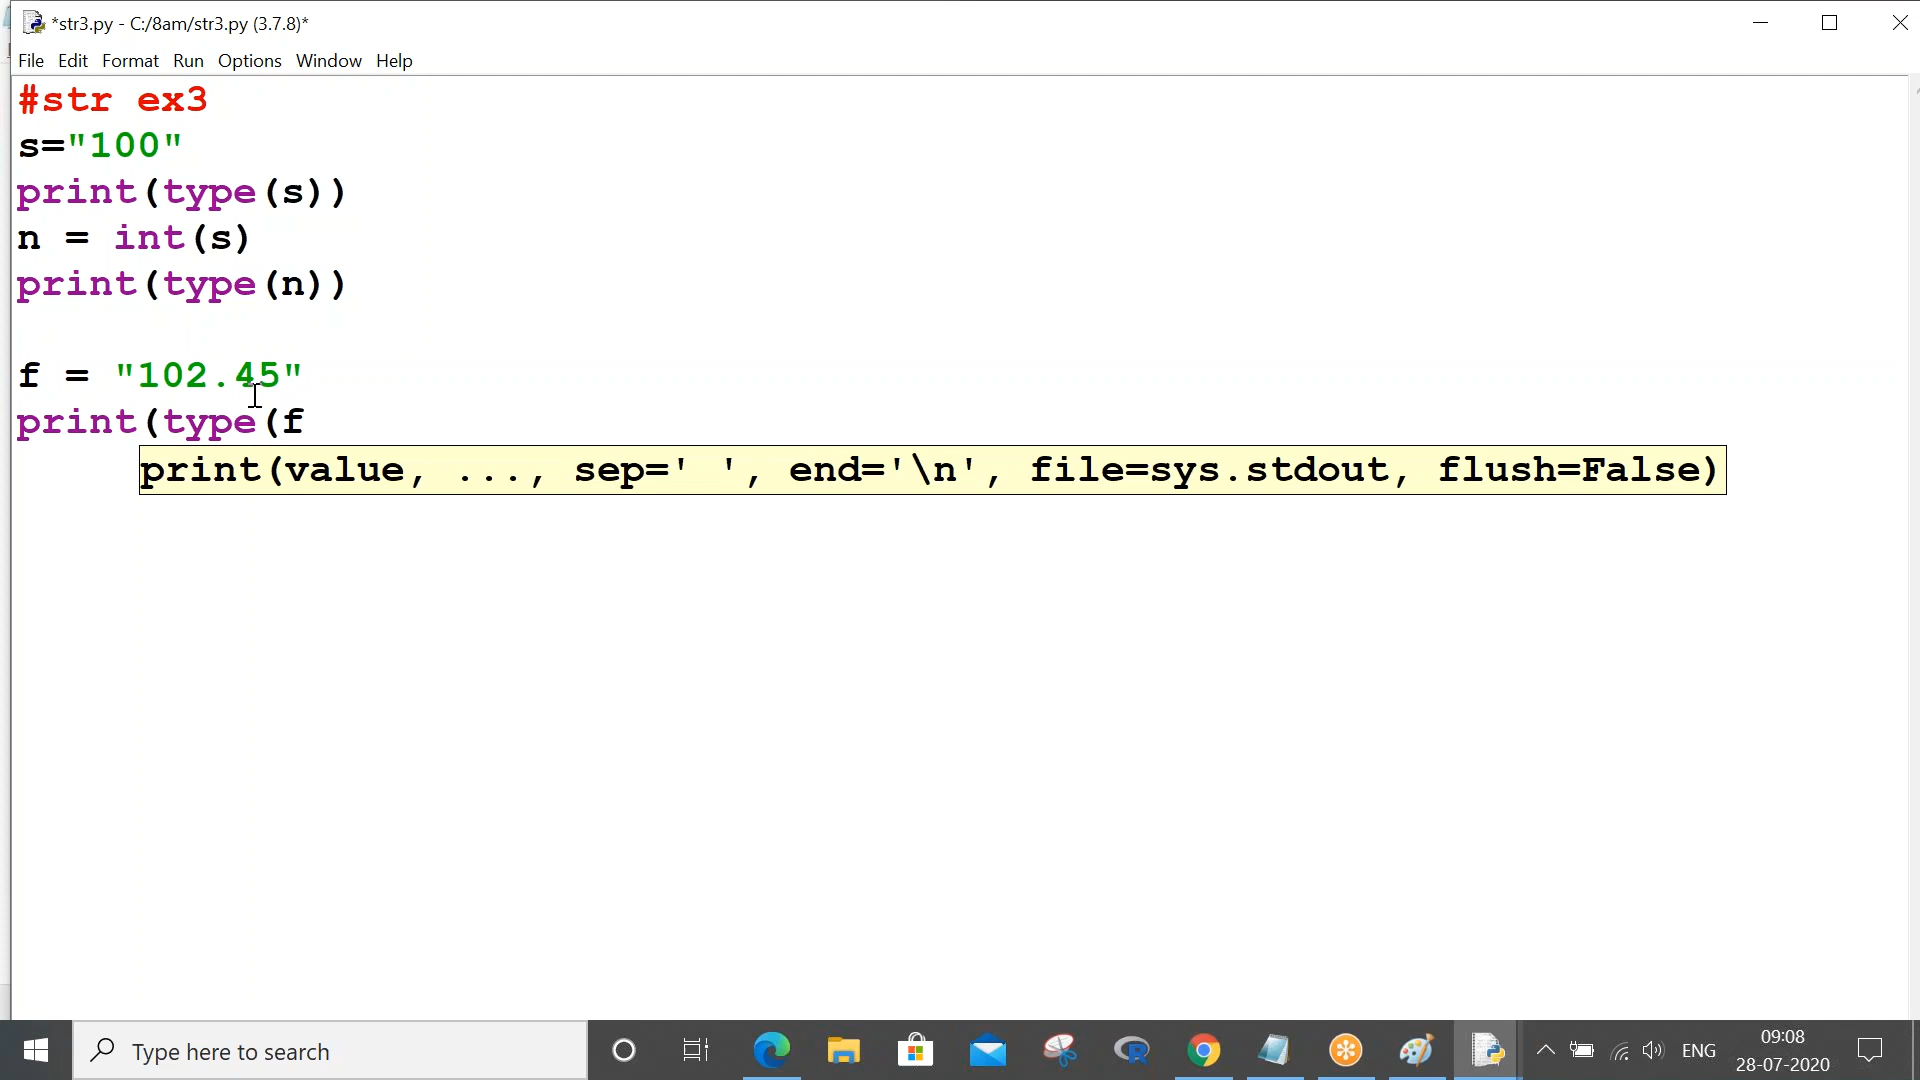 *str3.py - C:/8am/str3.py (3.7.8)*
File Edit Format Run Options Window Help
#str ex3
s="100"
print(type(s))
n = int(s)
print(type(n))
f = "102.45"
print(type(f
print(value, ..., sep=' ', end='\n', file=sys.stdout, flush=False)
Type here to search
ENG
09:08
28-07-2020